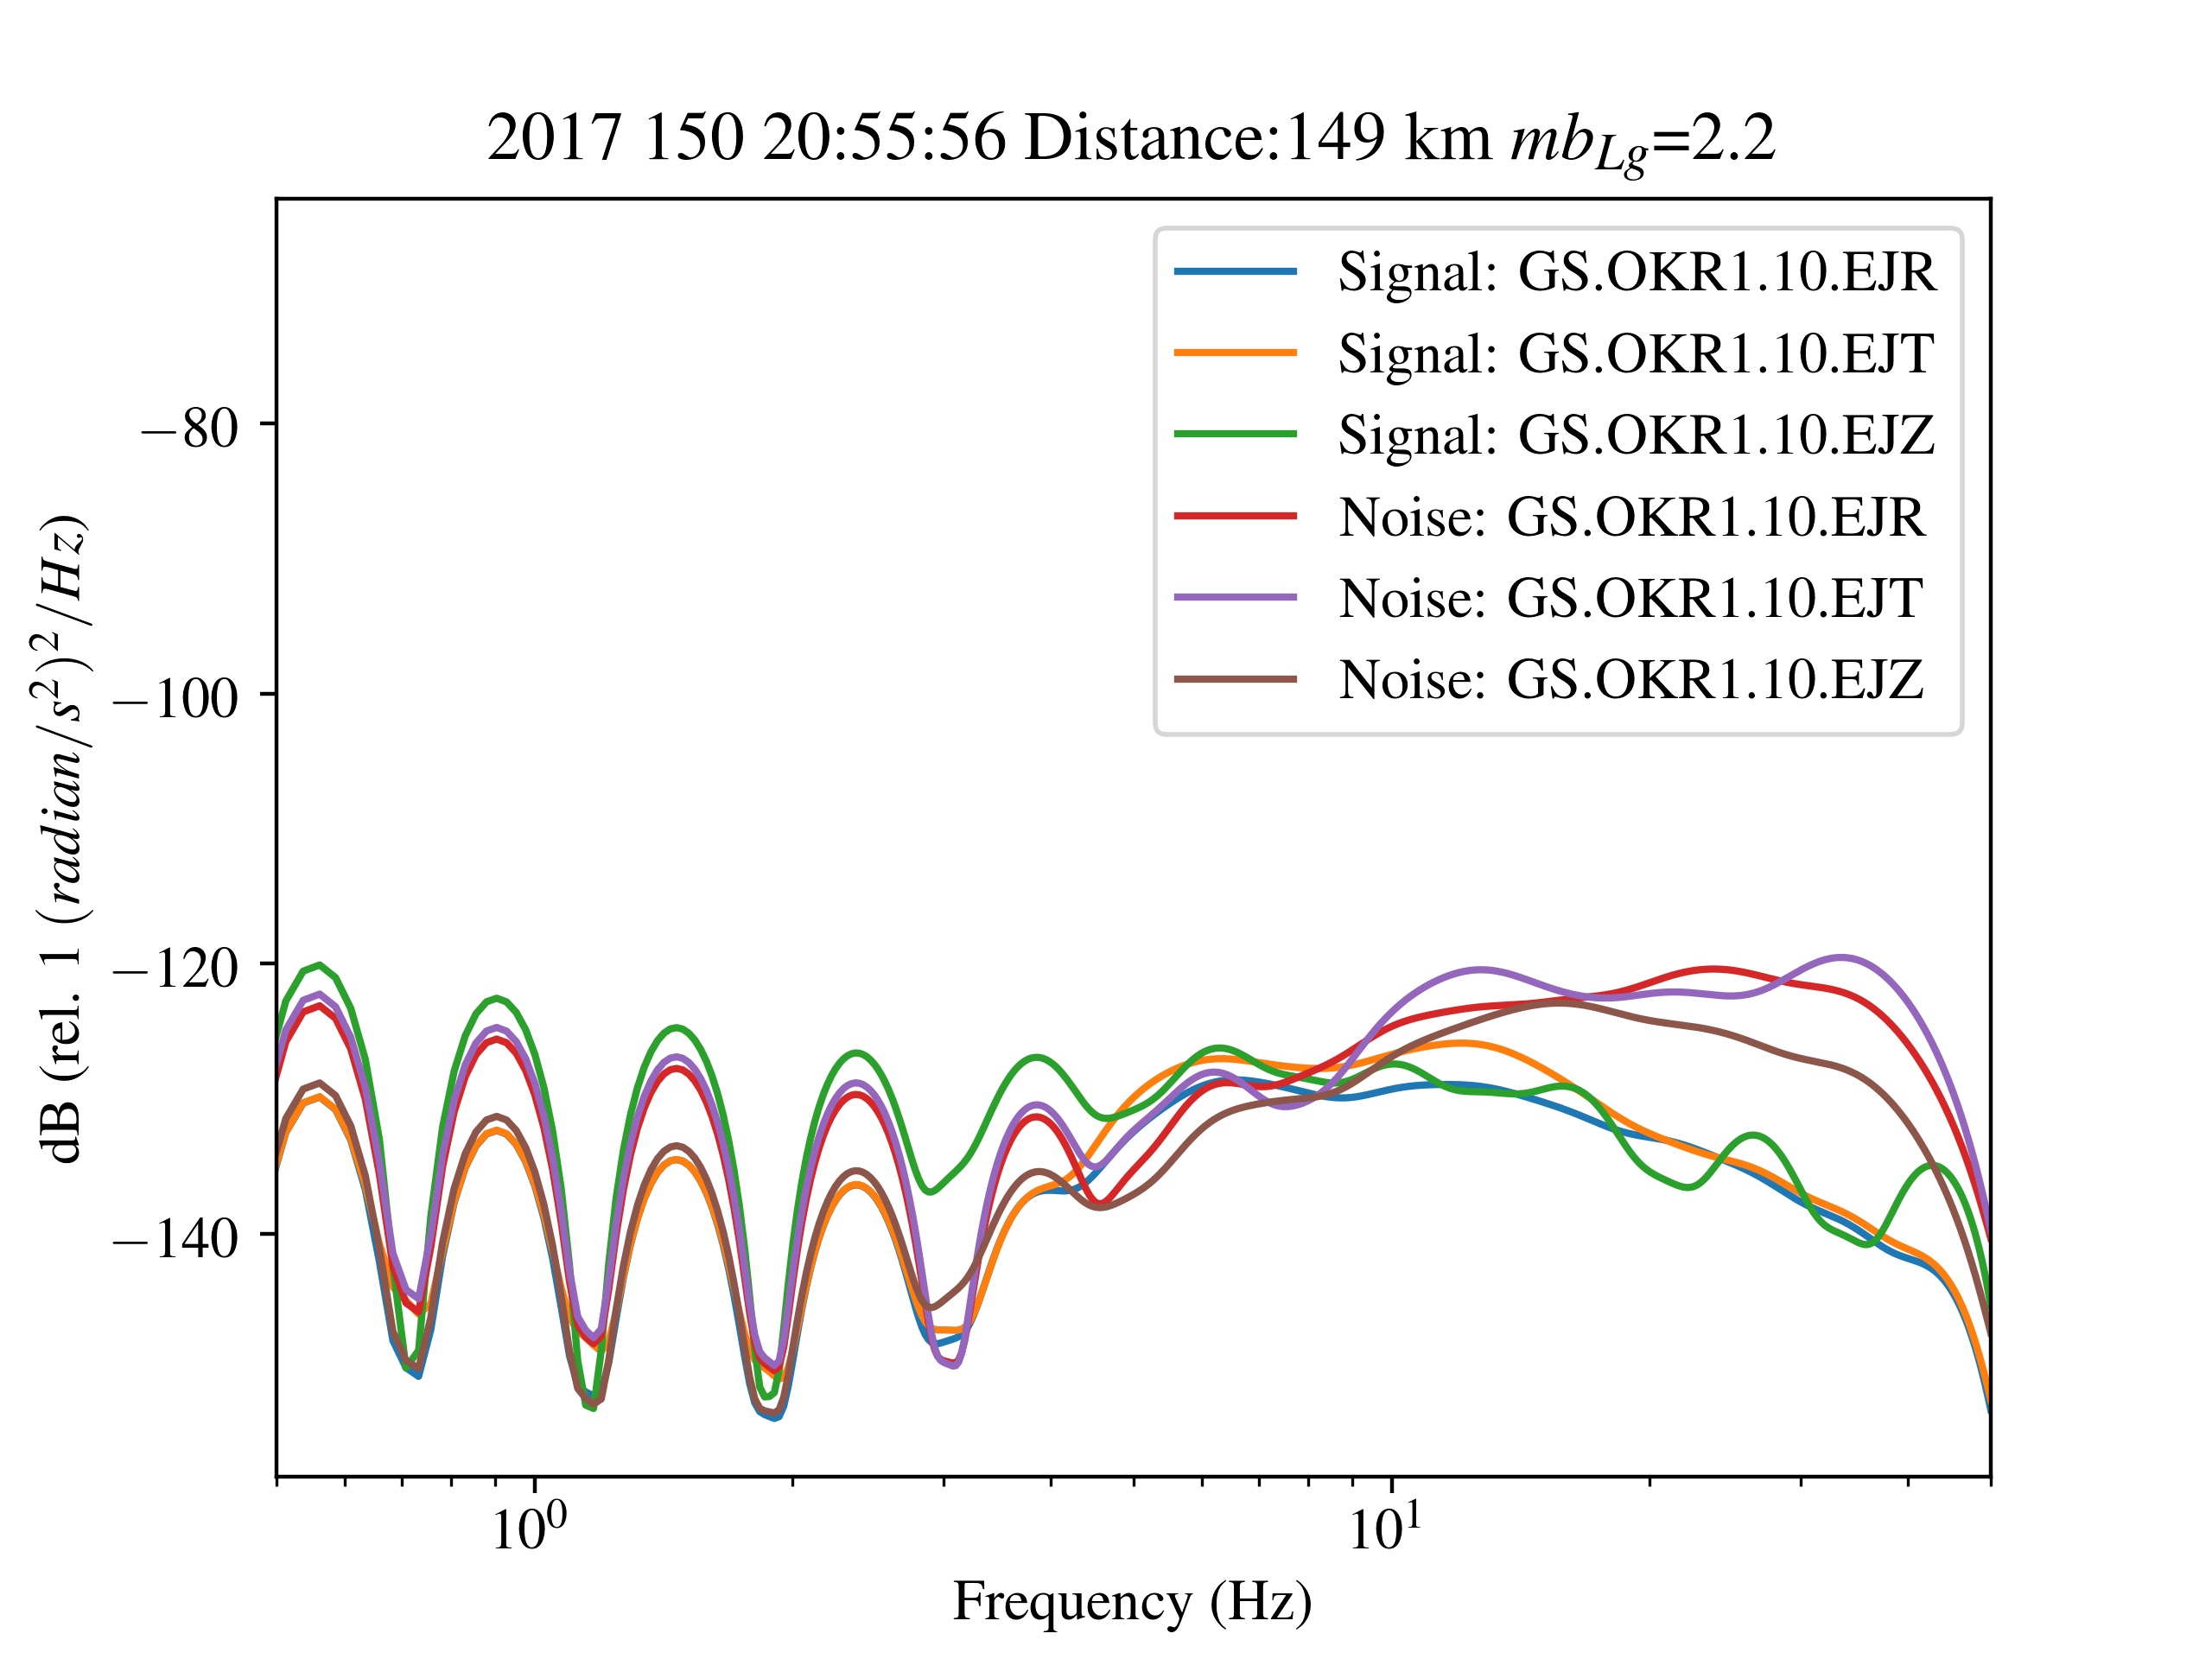 2017 150 20:55:56 Distance:149 km mb_{Lg}=2.2
Signal: GS.OKR1.10.EJR
Signal: GS.OKR1.10.EJT
Signal: GS.OKR1.10.EJZ
Noise: GS.OKR1.10.EJR
Noise: GS.OKR1.10.EJT
Noise: GS.OKR1.10.EJZ
dB (rel. 1 (radian/s²)²/Hz)
−80
−100
−120
−140
10⁰ 10¹
Frequency (Hz)